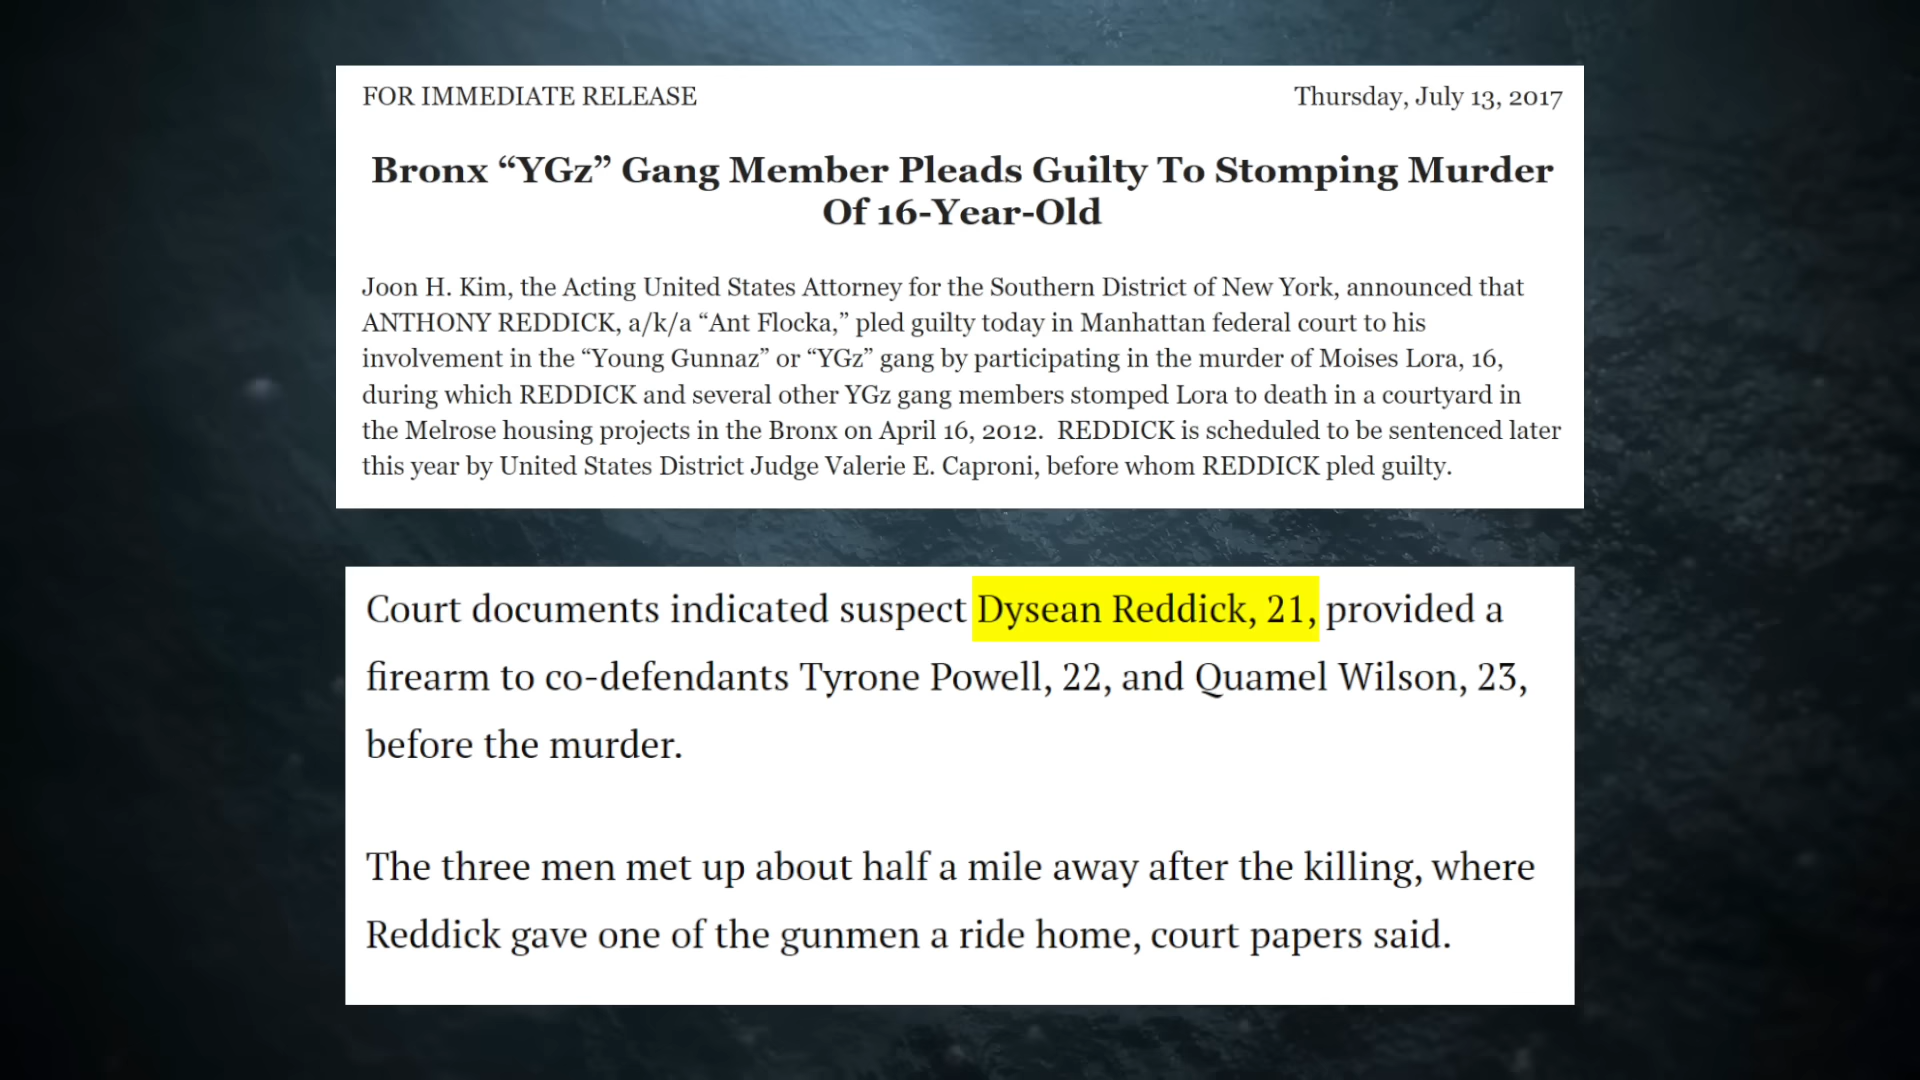 FOR IMMEDIATE RELEASE
Thursday, July 13, 2017
Bronx “YGz” Gang Member Pleads Guilty To Stomping Murder
Of 16-Year-Old
Joon H. Kim, the Acting United States Attorney for the Southern District of New York, announced that
ANTHONY REDDICK, a/k/a “Ant Flocka,” pled guilty today in Manhattan federal court to his
involvement in the “Young Gunnaz” or “YGz” gang by participating in the murder of Moises Lora, 16,
during which REDDICK and several other YGz gang members stomped Lora to death in a courtyard in
the Melrose housing projects in the Bronx on April 16, 2012.  REDDICK is scheduled to be sentenced later
this year by United States District Judge Valerie E. Caproni, before whom REDDICK pled guilty.
Court documents indicated suspect Dysean Reddick, 21, provided a
firearm to co-defendants Tyrone Powell, 22, and Quamel Wilson, 23,
before the murder.
The three men met up about half a mile away after the killing, where
Reddick gave one of the gunmen a ride home, court papers said.